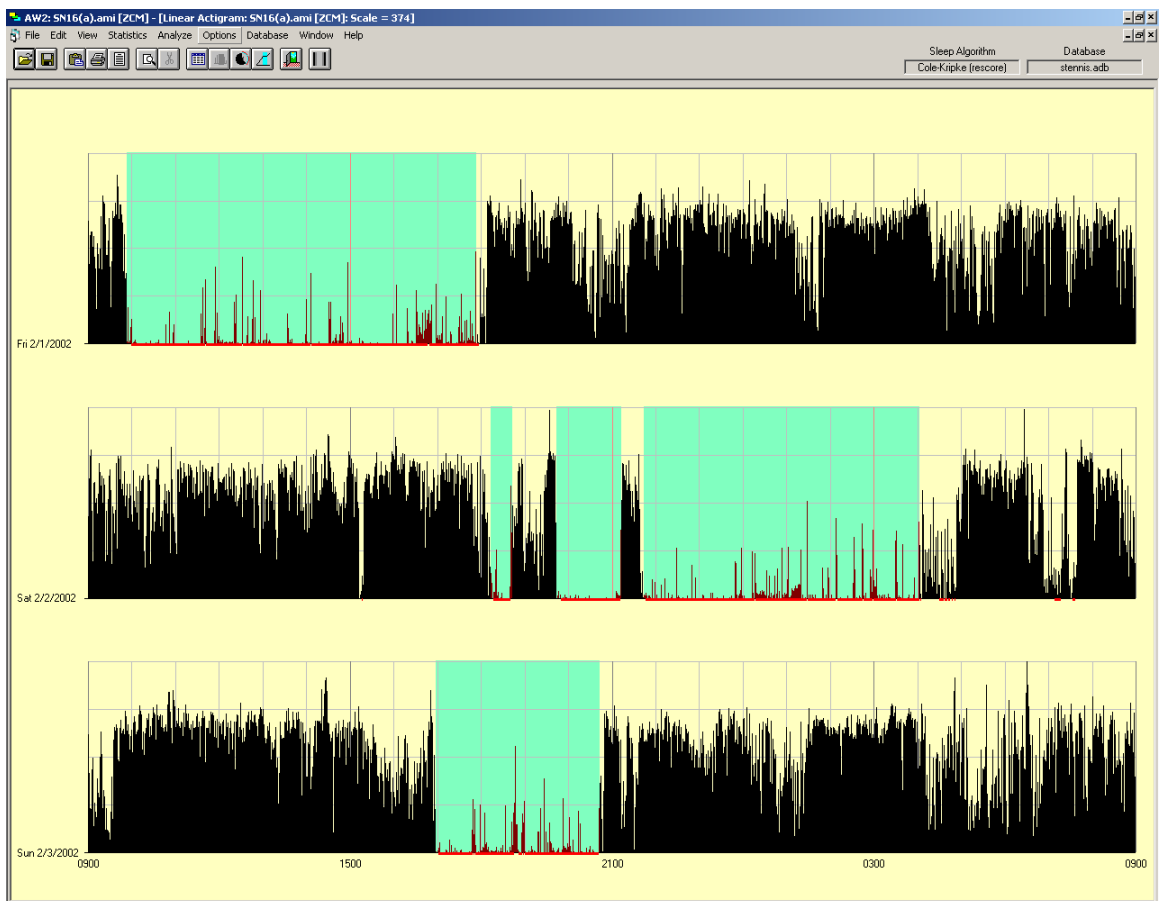 AW2: SN16(a).ami [ZCM] - [Linear Actigram: SN16(a).ami [ZCM]: Scale = 374]
File Edit View Statistics Analyze Options Database Window Help
Sleep Algorithm Database
Cole-Kripke (rescore) stennis.adb
Fri 2/1/2002
Sat 2/2/2002
Sun 2/3/2002
0900 1500 2100 0300 0900